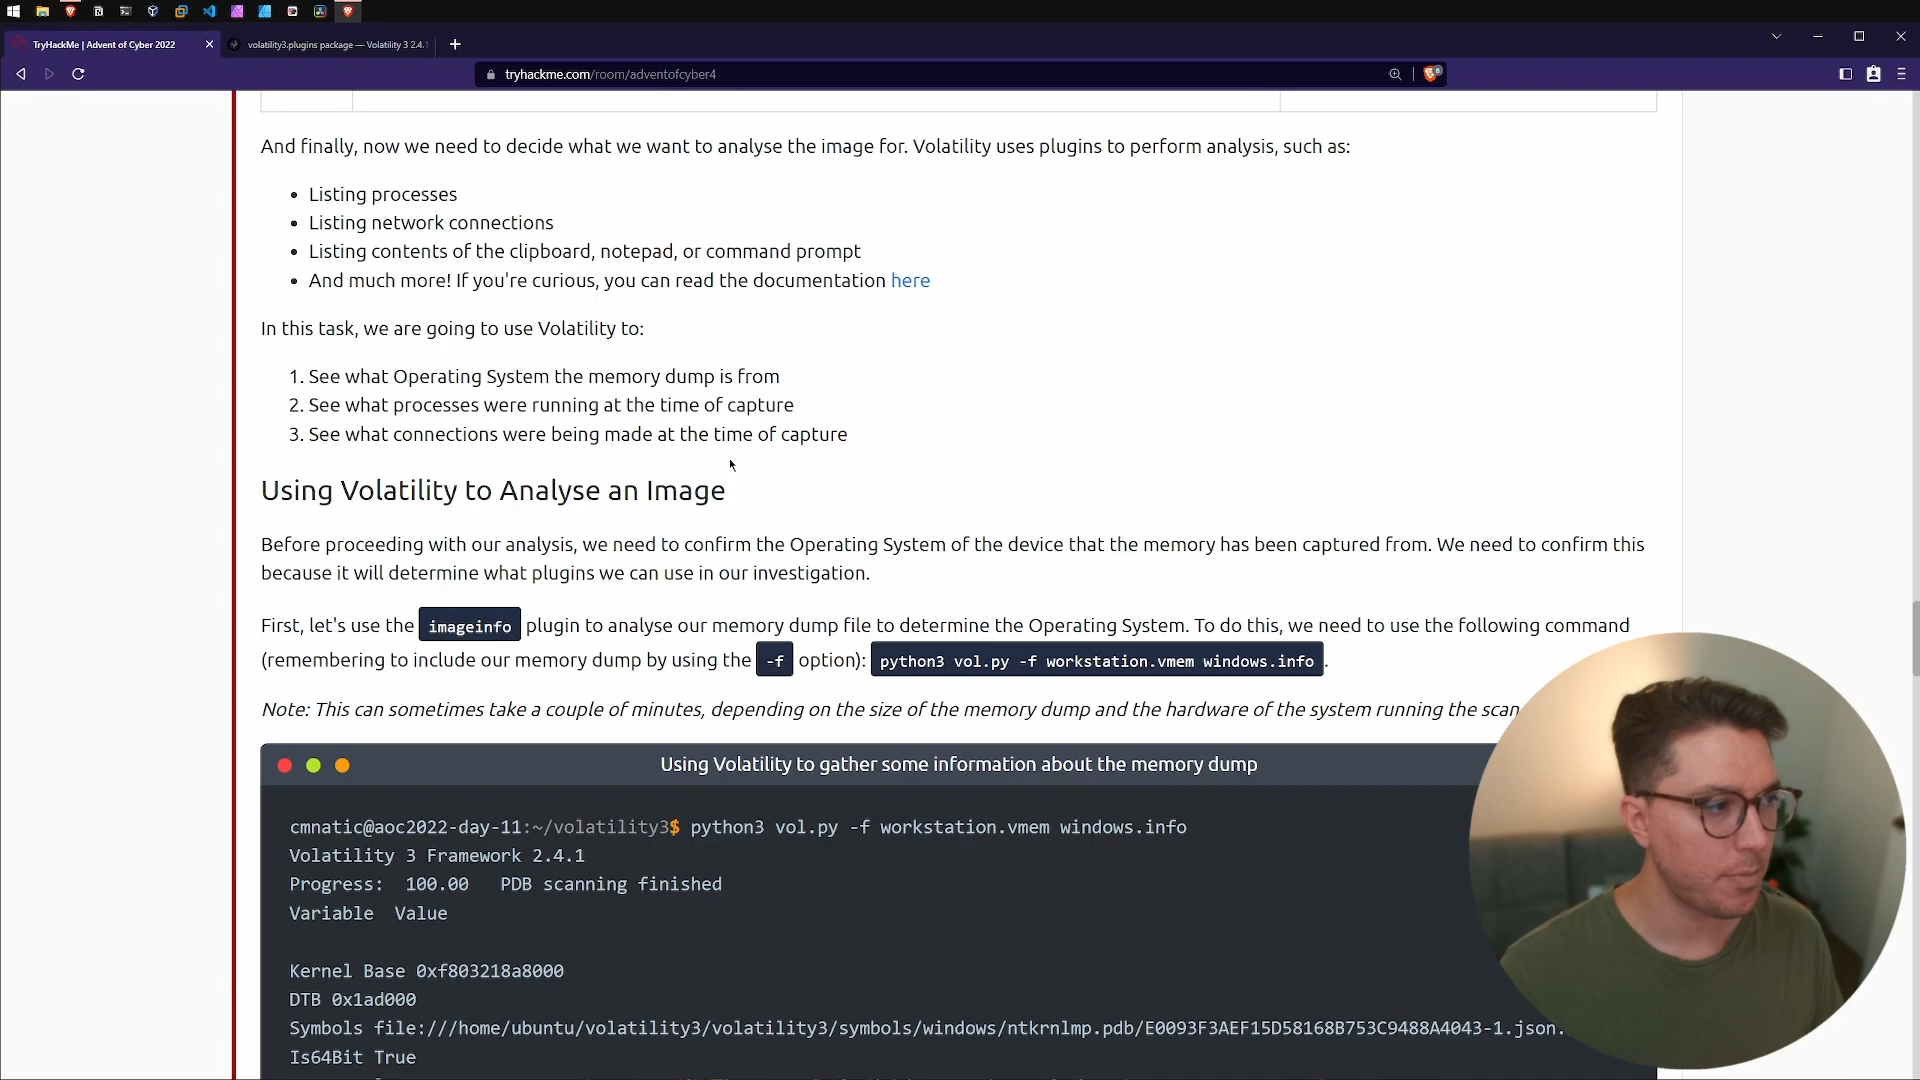 TryHackMe | Advent of Cyber 2022
volatility3.plugins package — Volatility 3 2.4.1
tryhackme.com/room/adventofcyber4
And finally, now we need to decide what we want to analyse the image for. Volatility uses plugins to perform analysis, such as:
• Listing processes
• Listing network connections
• Listing contents of the clipboard, notepad, or command prompt
• And much more! If you're curious, you can read the documentation here
In this task, we are going to use Volatility to:
1. See what Operating System the memory dump is from
2. See what processes were running at the time of capture
3. See what connections were being made at the time of capture
Using Volatility to Analyse an Image
Before proceeding with our analysis, we need to confirm the Operating System of the device that the memory has been captured from. We need to confirm this
because it will determine what plugins we can use in our investigation.
First, let's use the imageinfo plugin to analyse our memory dump file to determine the Operating System. To do this, we need to use the following command
(remembering to include our memory dump by using the -f option): python3 vol.py -f workstation.vmem windows.info .
Note: This can sometimes take a couple of minutes, depending on the size of the memory dump and the hardware of the system running the scan
Using Volatility to gather some information about the memory dump
cmnatic@aoc2022-day-11:~/volatility3$ python3 vol.py -f workstation.vmem windows.info
Volatility 3 Framework 2.4.1
Progress: 100.00 PDB scanning finished
Variable Value
Kernel Base 0xf803218a8000
DTB 0x1ad000
Symbols file:///home/ubuntu/volatility3/volatility3/symbols/windows/ntkrnlmp.pdb/E0093F3AEF15D58168B753C9488A4043-1.json.
Is64Bit True